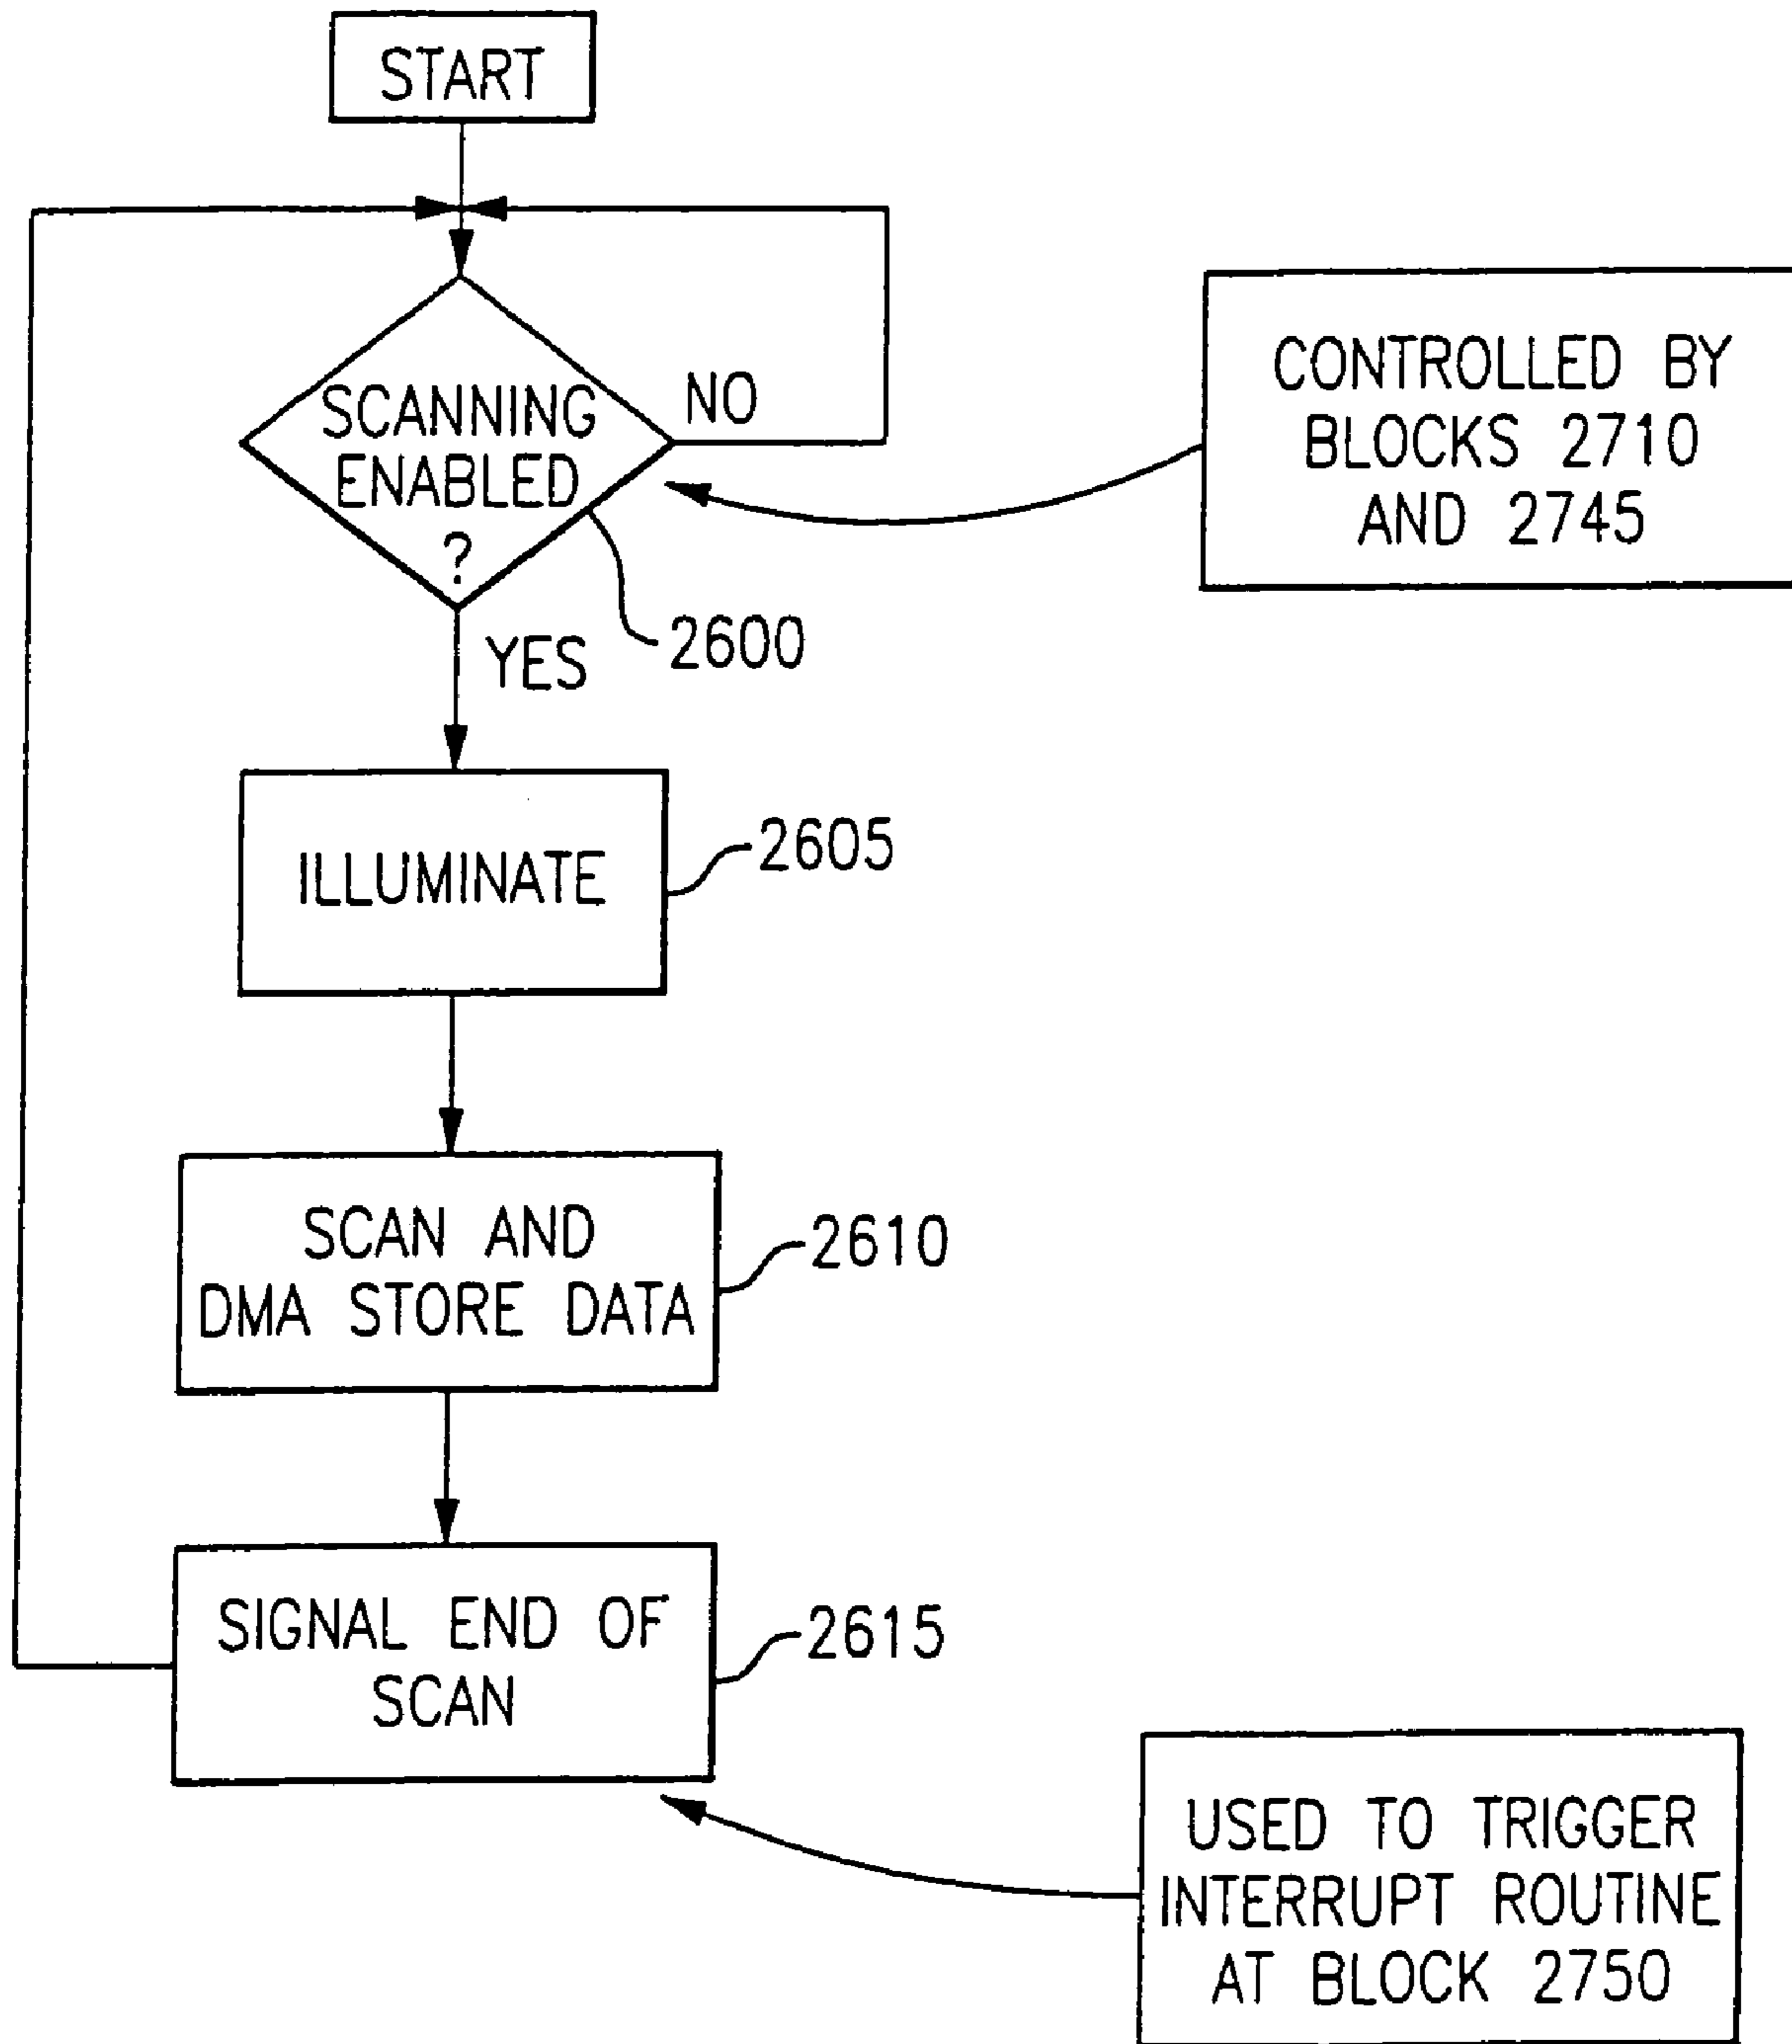 START
SCANNING
ENABLED
?
NO
YES
2600
CONTROLLED BY
BLOCKS 2710
AND 2745
ILLUMINATE
2605
SCAN AND
DMA STORE DATA
2610
SIGNAL END OF
SCAN
2615
USED TO TRIGGER
INTERRUPT ROUTINE
AT BLOCK 2750